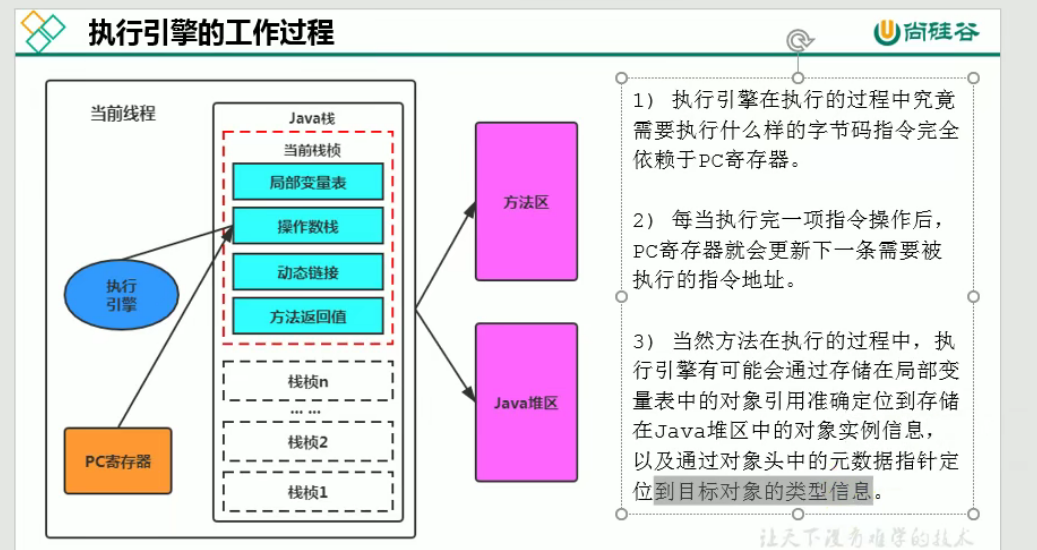 执行引擎的工作过程
尚硅谷
当前线程
Java栈
当前栈桢
局部变量表
操作数栈
动态链接
方法返回值
栈桢n
... ...
栈桢2
栈桢1
执行
引擎
PC寄存器
方法区
Java堆区
1) 执行引擎在执行的过程中究竟
需要执行什么样的字节码指令完全
依赖于PC寄存器。
2) 每当执行完一项指令操作后，
PC寄存器就会更新下一条需要被
执行的指令地址。
3) 当然方法在执行的过程中，执
行引擎有可能会通过存储在局部变
量表中的对象引用准确定位到存储
在Java堆区中的对象实例信息，
以及通过对象头中的元数据指针定
位到目标对象的类型信息。
让天下没有难学的技术